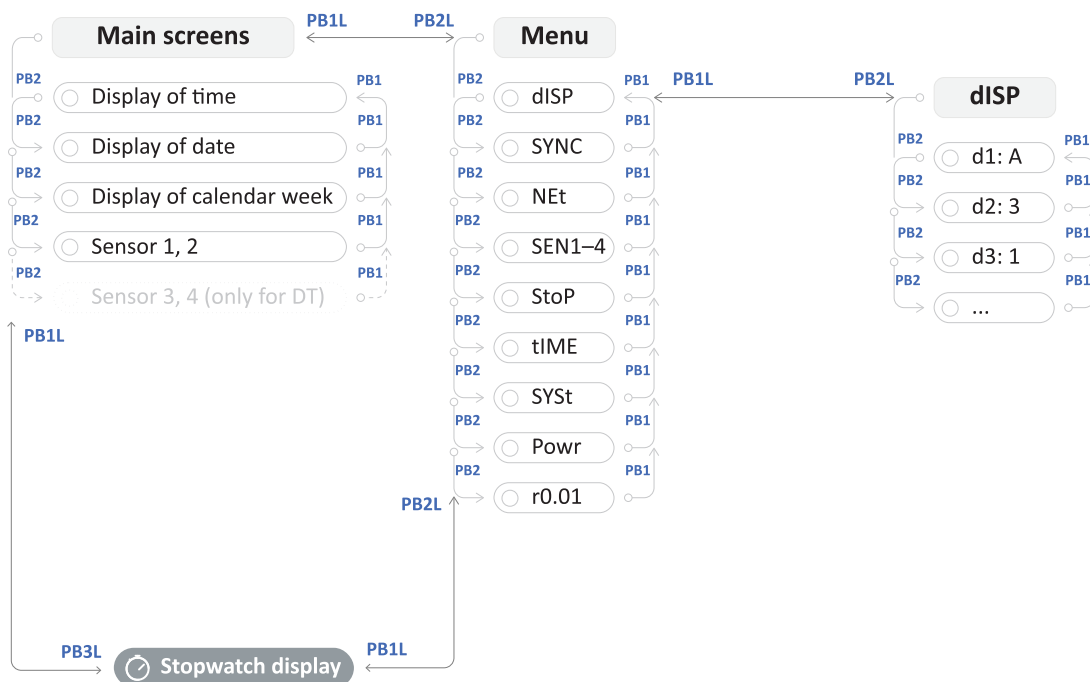 PB1L PB2L
Main screens
Menu
PB2 PB1 PB2 PB1 PB1L PB2L
Display of time
dISP
dISP
PB2 PB1 PB2 PB1
PB2 PB1
Display of date
SYNC
d1: A
PB2 PB1 PB2 PB1
PB2 PB1
Display of calendar week
NEt
d2: 3
PB2 PB1 PB2 PB1
PB2 PB1
Sensor 1, 2
SEN1–4
d3: 1
PB2 PB1 PB2 PB1
PB2 PB1
Sensor 3, 4 (only for DT)
StoP
...
PB1L
PB2 PB1
tIME
PB2 PB1
SYSt
PB2 PB1
Powr
PB2 PB1
r0.01
PB2L
PB3L PB1L
Stopwatch display